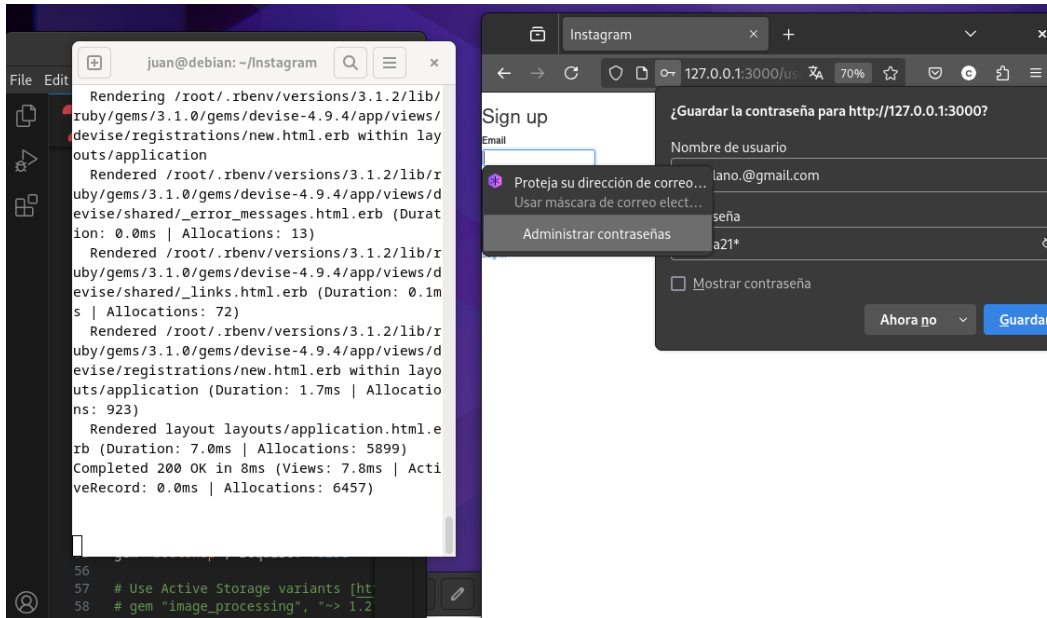 File Edit
juan@debian: ~/Instagram
Rendering /root/.rbenv/versions/3.1.2/lib/
ruby/gems/3.1.0/gems/devise-4.9.4/app/views/
devise/registrations/new.html.erb within lay
outs/application
Rendered /root/.rbenv/versions/3.1.2/lib/r
uby/gems/3.1.0/gems/devise-4.9.4/app/views/d
evise/shared/_error_messages.html.erb (Durat
ion: 0.0ms | Allocations: 13)
Rendered /root/.rbenv/versions/3.1.2/lib/r
uby/gems/3.1.0/gems/devise-4.9.4/app/views/d
evise/shared/_links.html.erb (Duration: 0.1m
s | Allocations: 72)
Rendered /root/.rbenv/versions/3.1.2/lib/r
uby/gems/3.1.0/gems/devise-4.9.4/app/views/d
evise/registrations/new.html.erb within layo
uts/application (Duration: 1.7ms | Allocatio
ns: 923)
Rendered layout layouts/application.html.e
rb (Duration: 7.0ms | Allocations: 5899)
Completed 200 OK in 8ms (Views: 7.8ms | Acti
veRecord: 0.0ms | Allocations: 6457)
56
57 # Use Active Storage variants [ht
58 # gem "image_processing", "~> 1.2
Instagram
127.0.0.1:3000/us
70%
Sign up
Email
Proteja su dirección de correo...
Usar máscara de correo elect...
Administrar contraseñas
¿Guardar la contraseña para http://127.0.0.1:3000?
Nombre de usuario
lano.@gmail.com
seña
a21*
Mostrar contraseña
Ahora no
Guardar